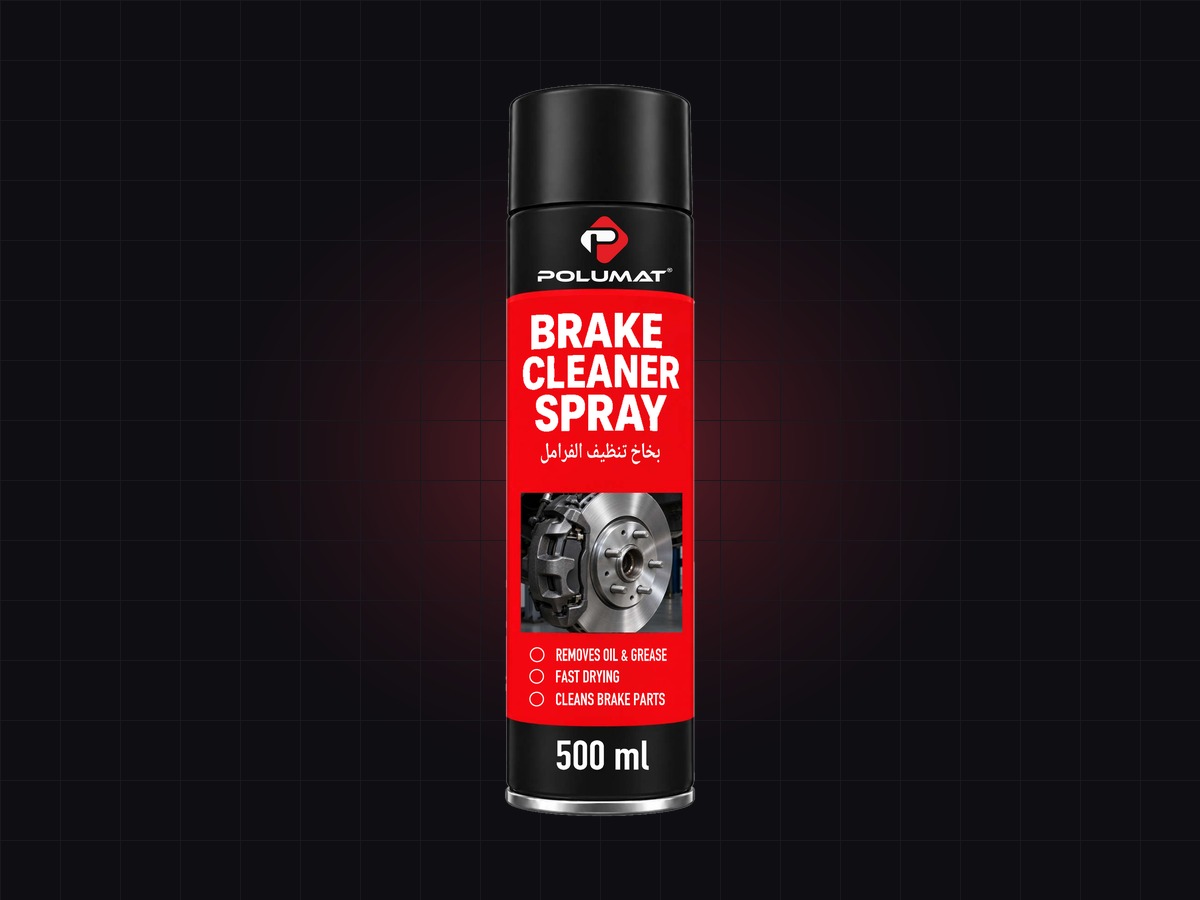 P
POLUMAT®
BRAKE
CLEANER
SPRAY
بخاخ تنظيف الفرامل
REMOVES OIL & GREASE
FAST DRYING
CLEANS BRAKE PARTS
500 ml